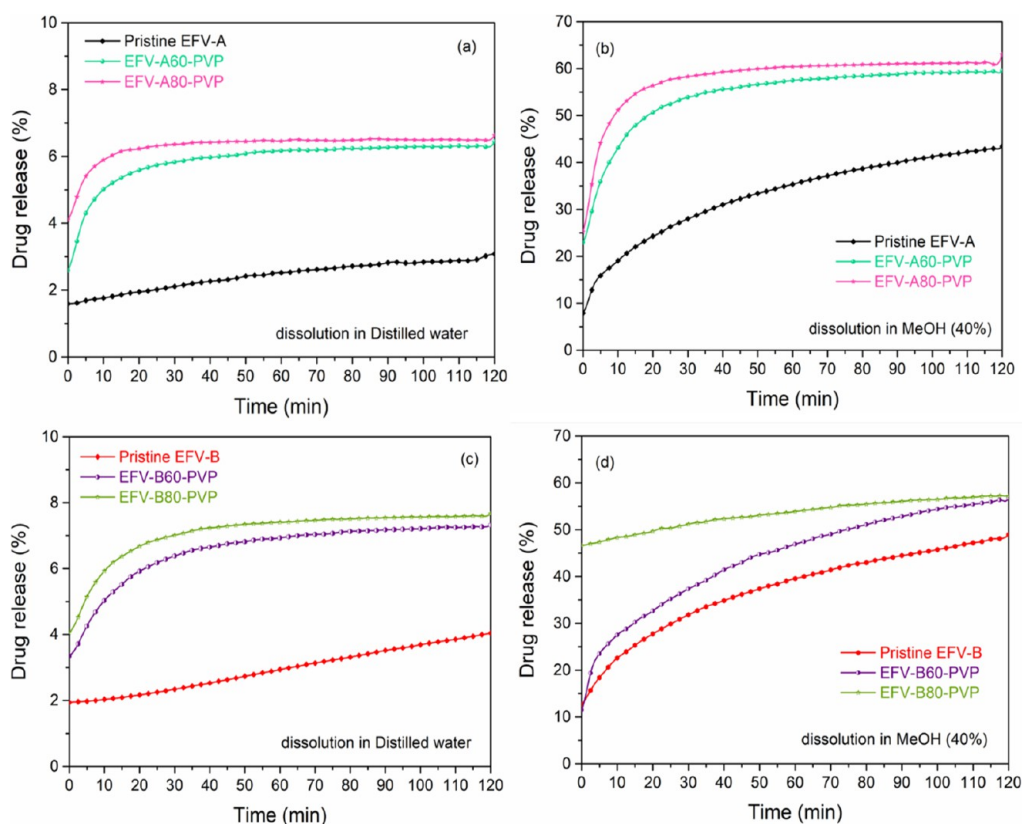 (a)
Pristine EFV-A
EFV-A60-PVP
EFV-A80-PVP
10
8
6
4
2
0
Drug release (%)
dissolution in Distilled water
0 10 20 30 40 50 60 70 80 90 100 110 120
Time (min)
(b)
70
60
50
40
30
20
10
0
Drug release (%)
Pristine EFV-A
EFV-A60-PVP
EFV-A80-PVP
dissolution in MeOH (40%)
0 10 20 30 40 50 60 70 80 90 100 110 120
Time (min)
(c)
Pristine EFV-B
EFV-B60-PVP
EFV-B80-PVP
10
8
6
4
2
0
Drug release (%)
dissolution in Distilled water
0 10 20 30 40 50 60 70 80 90 100 110 120
Time (min)
(d)
70
60
50
40
30
20
10
0
Drug release (%)
Pristine EFV-B
EFV-B60-PVP
EFV-B80-PVP
dissolution in MeOH (40%)
0 10 20 30 40 50 60 70 80 90 100 110 120
Time (min)